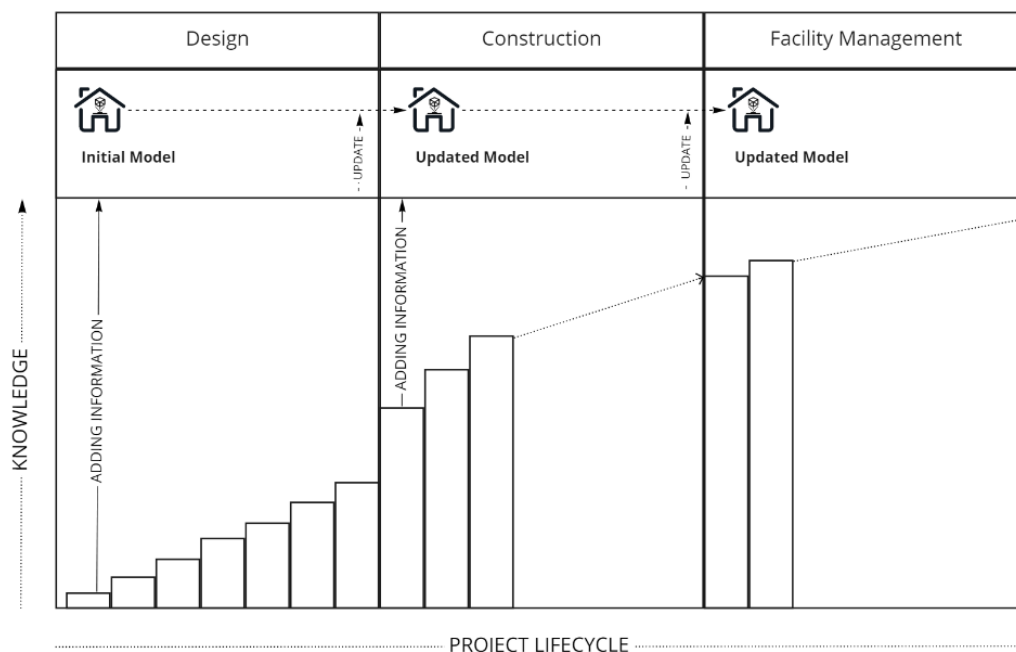 Design
Construction
Facility Management
Initial Model
UPDATE
Updated Model
UPDATE
Updated Model
KNOWLEDGE
ADDING INFORMATION
ADDING INFORMATION
PROJECT LIFECYCLE